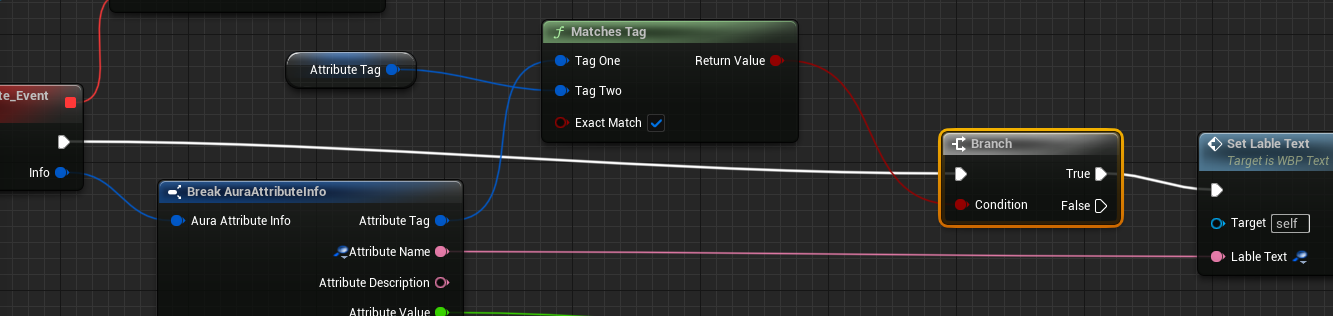 Matches Tag
Attribute Tag
Tag One
Return Value
Tag Two
Exact Match
te_Event
Info
Break AuraAttributeInfo
Aura Attribute Info
Attribute Tag
Attribute Name
Attribute Description
Attribute Value
Branch
True
Condition
False
Set Lable Text
Target is WBP Text
Target
self
Lable Text